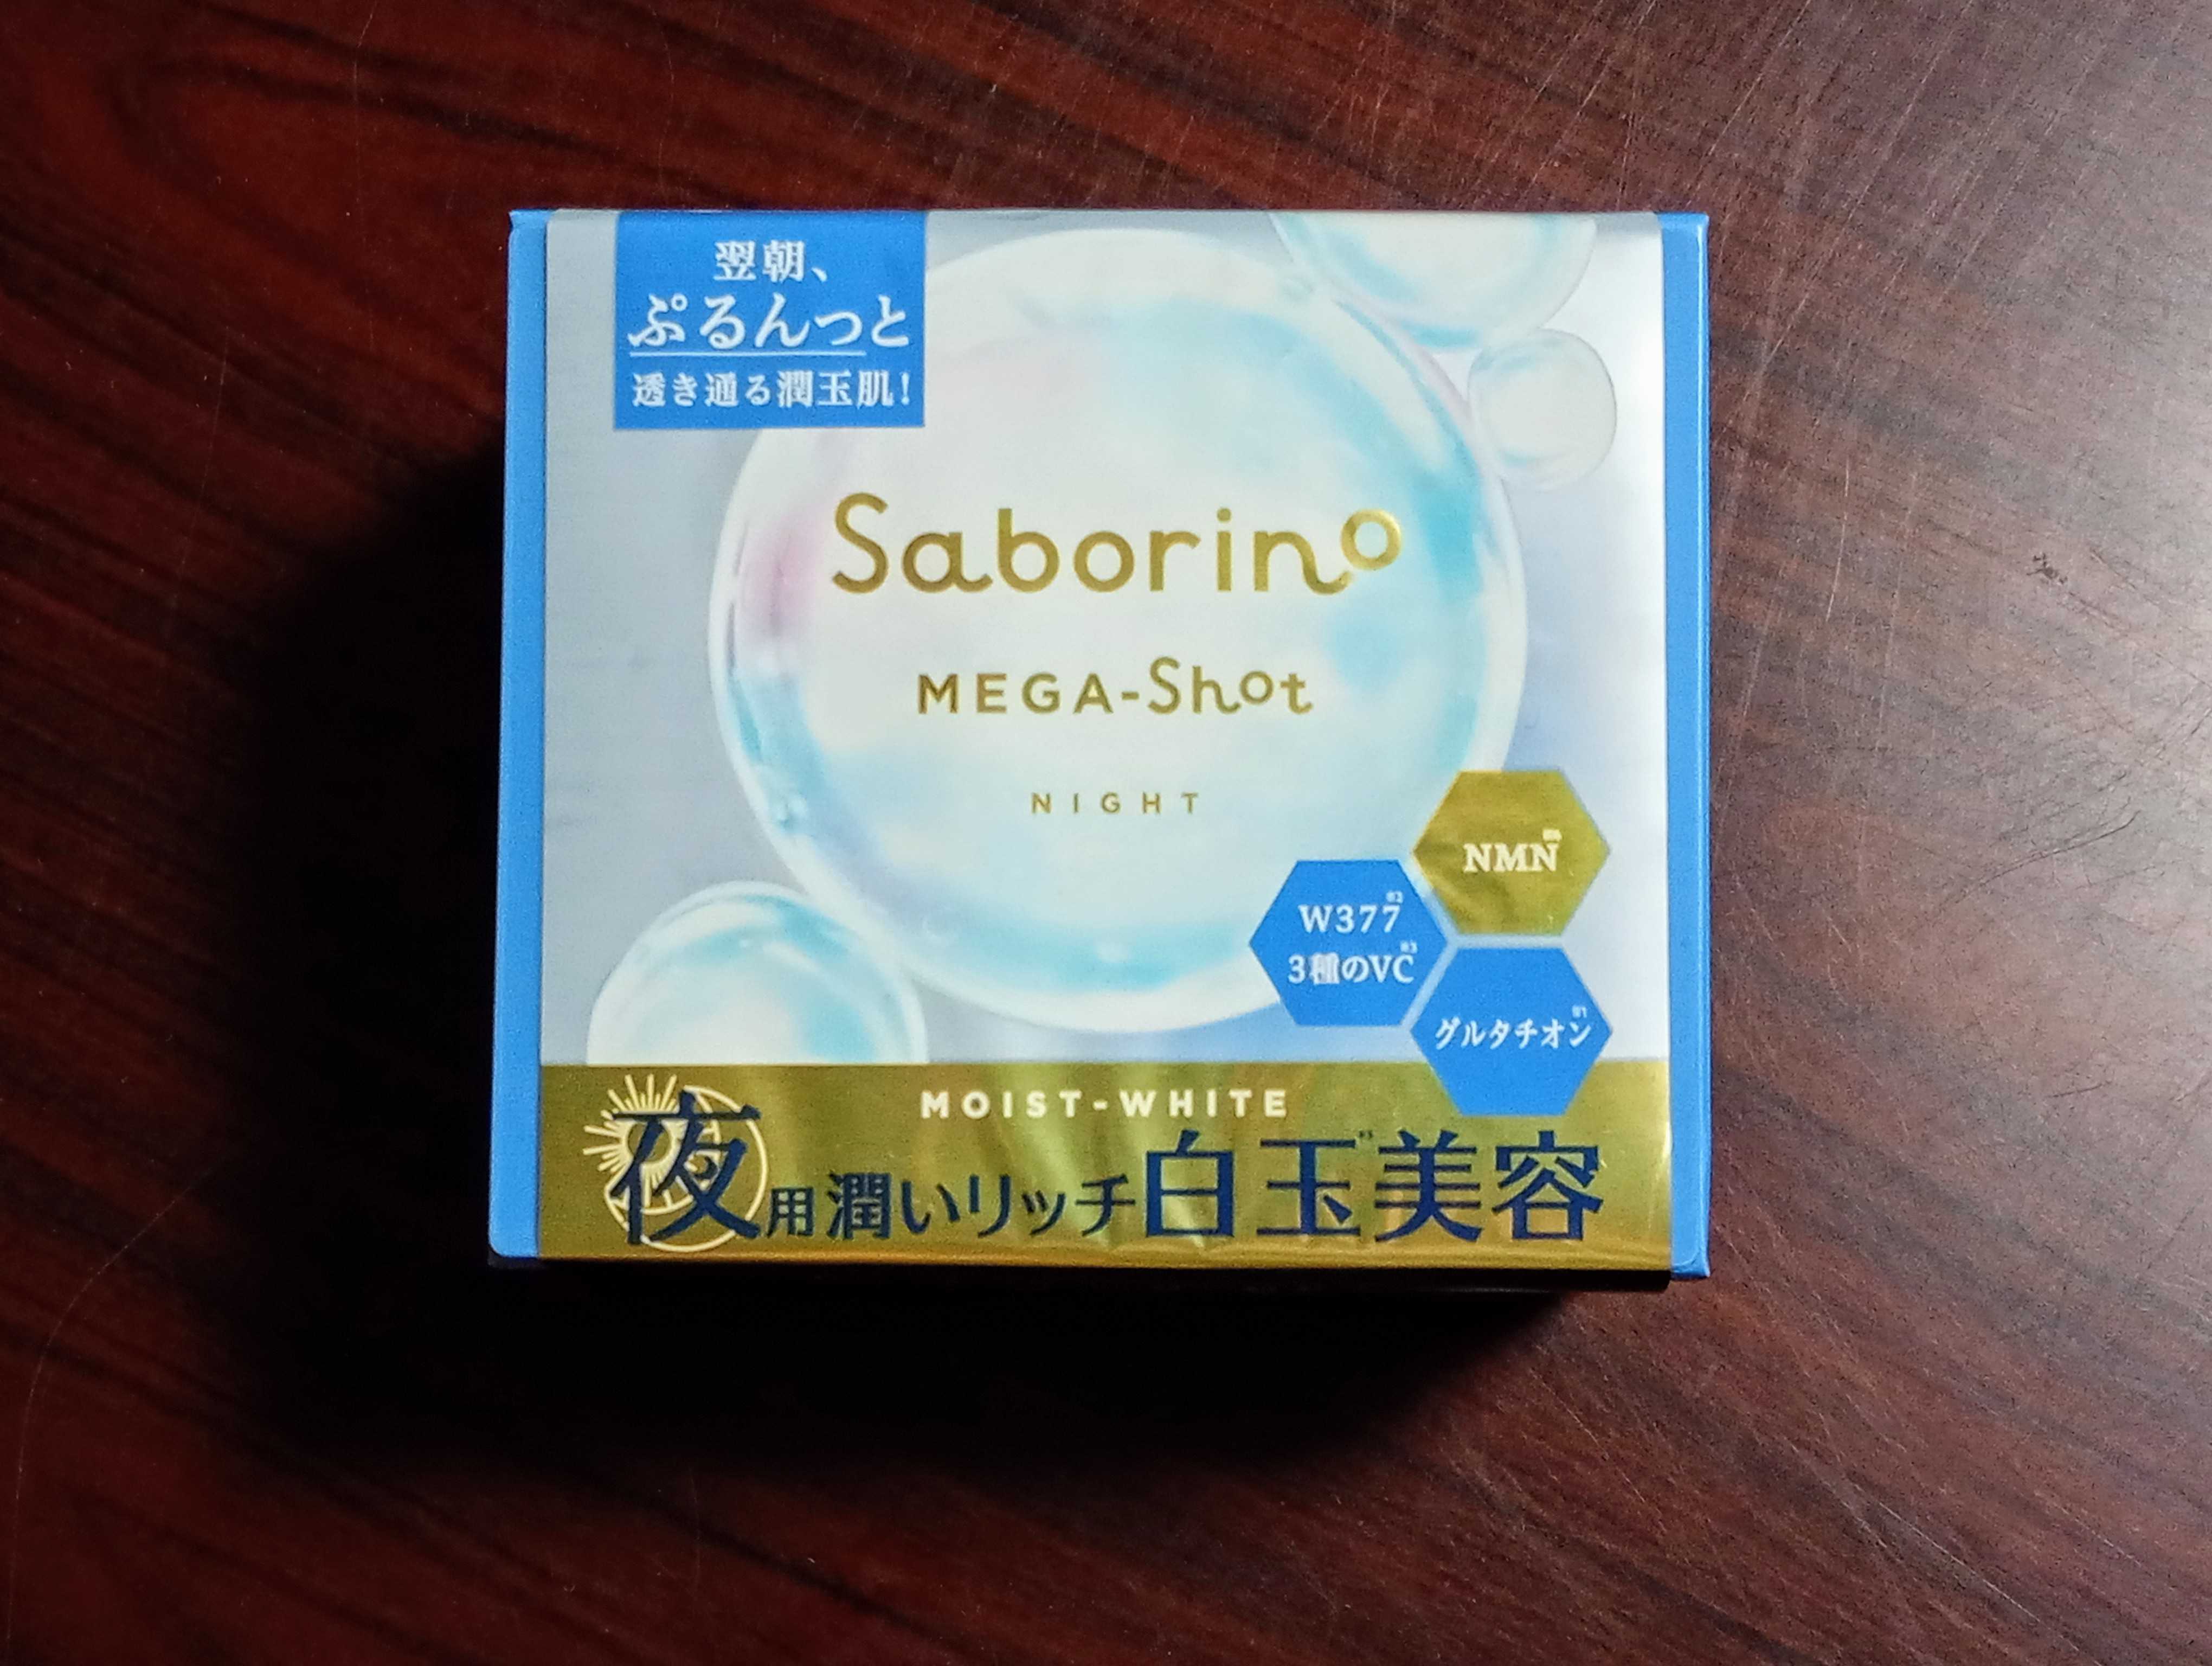 翌朝、
ぷるんっと
透き通る潤玉肌!
Saborino
MEGA-Shot
NIGHT
NMN
W377
3種のVC
グルタチオン
MOIST-WHITE
夜用潤いリッチ白玉美容